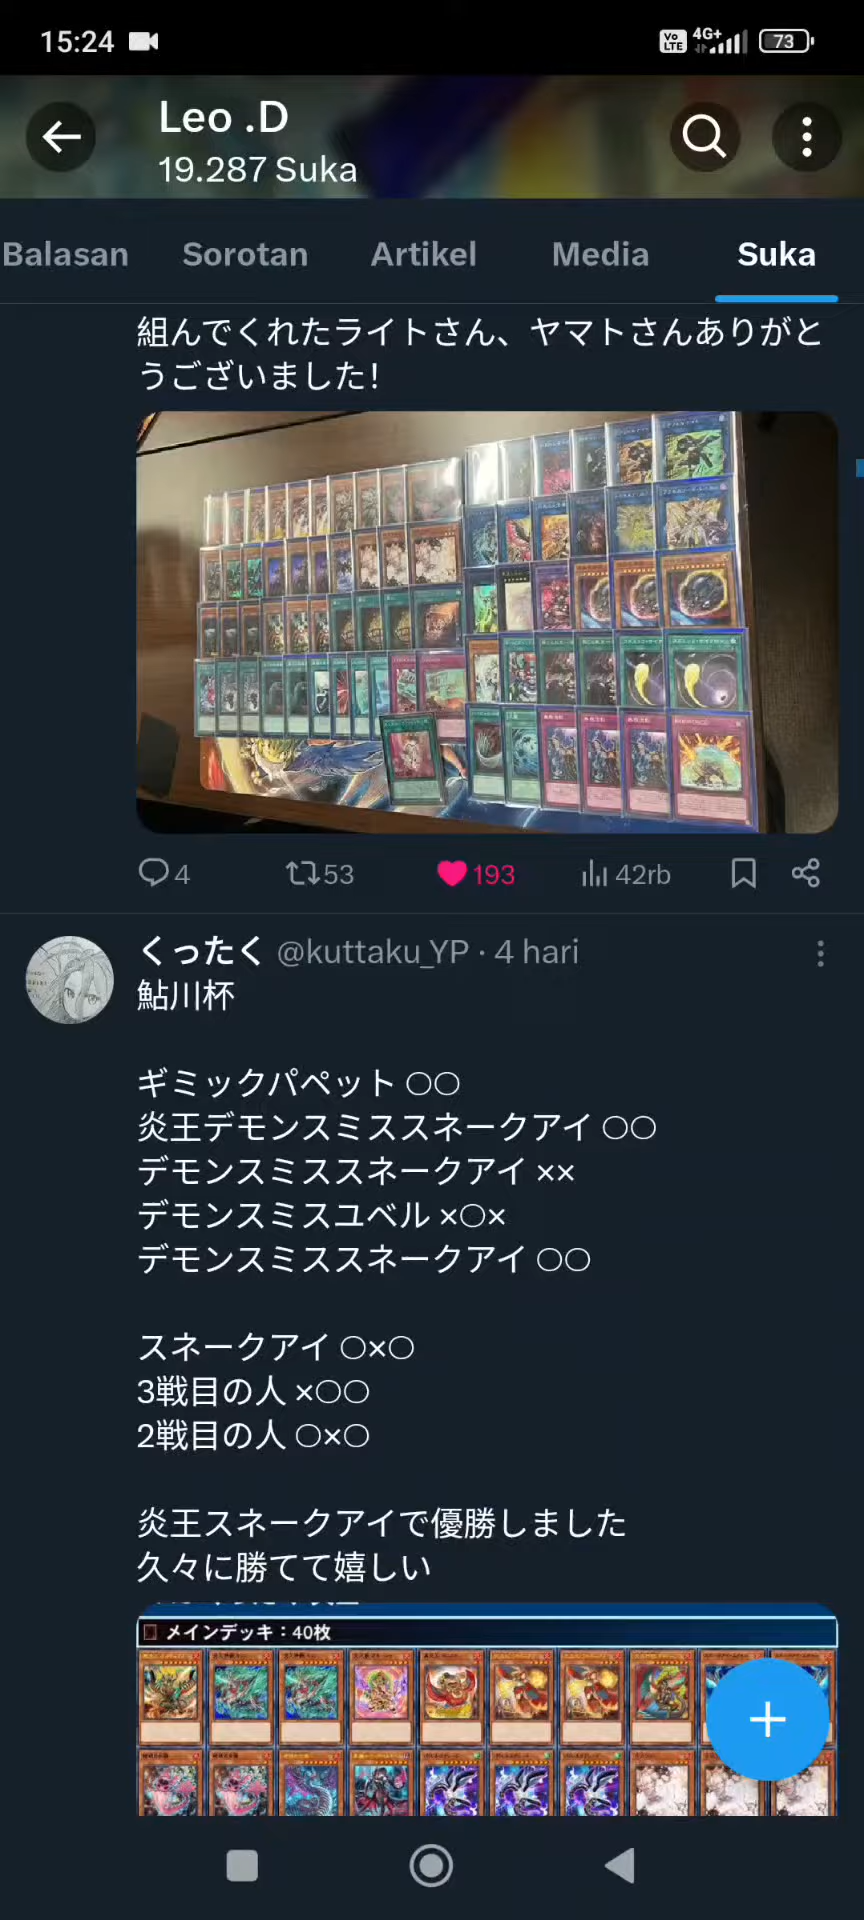 15:24
Vo LTE 4G+ 73
Leo .D
19.287 Suka
Balasan Sorotan Artikel Media Suka
組んでくれたライトさん、ヤマトさんありがと
うございました!
4 53 193 42rb
くったく @kuttaku_YP · 4 hari
鮎川杯
ギミックパペット ○○
炎王デモンスミススネークアイ ○○
デモンスミススネークアイ ××
デモンスミスユベル ×○×
デモンスミススネークアイ ○○
スネークアイ ○×○
3戦目の人 ×○○
2戦目の人 ○×○
炎王スネークアイで優勝しました
久々に勝てて嬉しい
メインデッキ：40枚